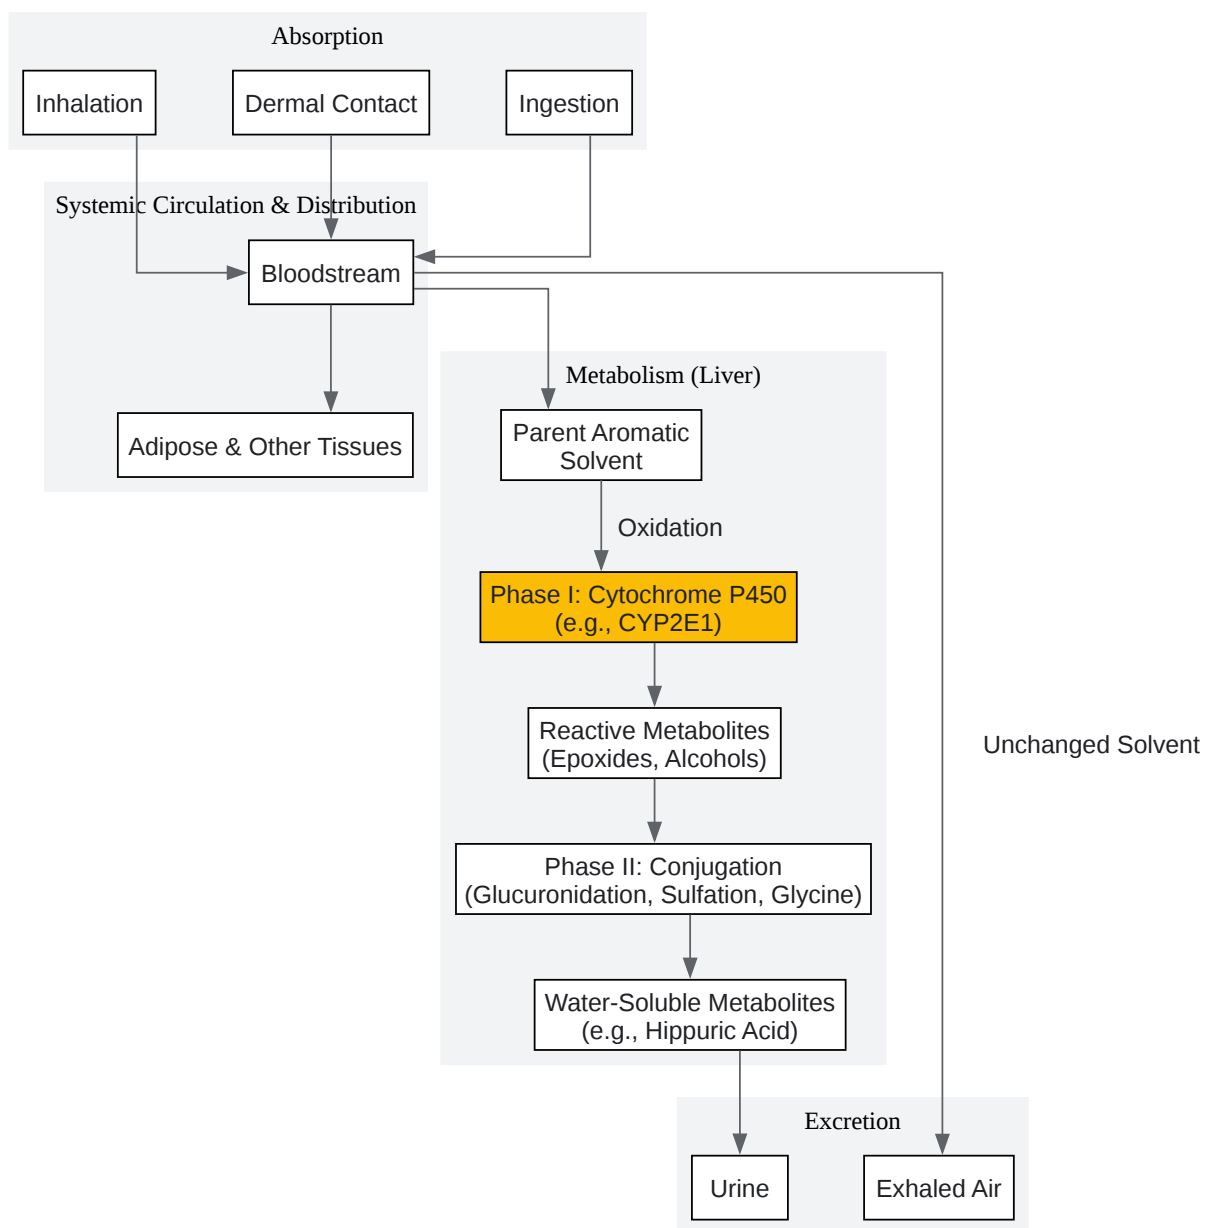 Absorption
Inhalation
Dermal Contact
Ingestion
Systemic Circulation & Distribution
Bloodstream
Adipose & Other Tissues
Metabolism (Liver)
Parent Aromatic
Solvent
Oxidation
Phase I: Cytochrome P450
(e.g., CYP2E1)
Reactive Metabolites
(Epoxides, Alcohols)
Unchanged Solvent
Phase II: Conjugation
(Glucuronidation, Sulfation, Glycine)
Water-Soluble Metabolites
(e.g., Hippuric Acid)
Excretion
Urine
Exhaled Air